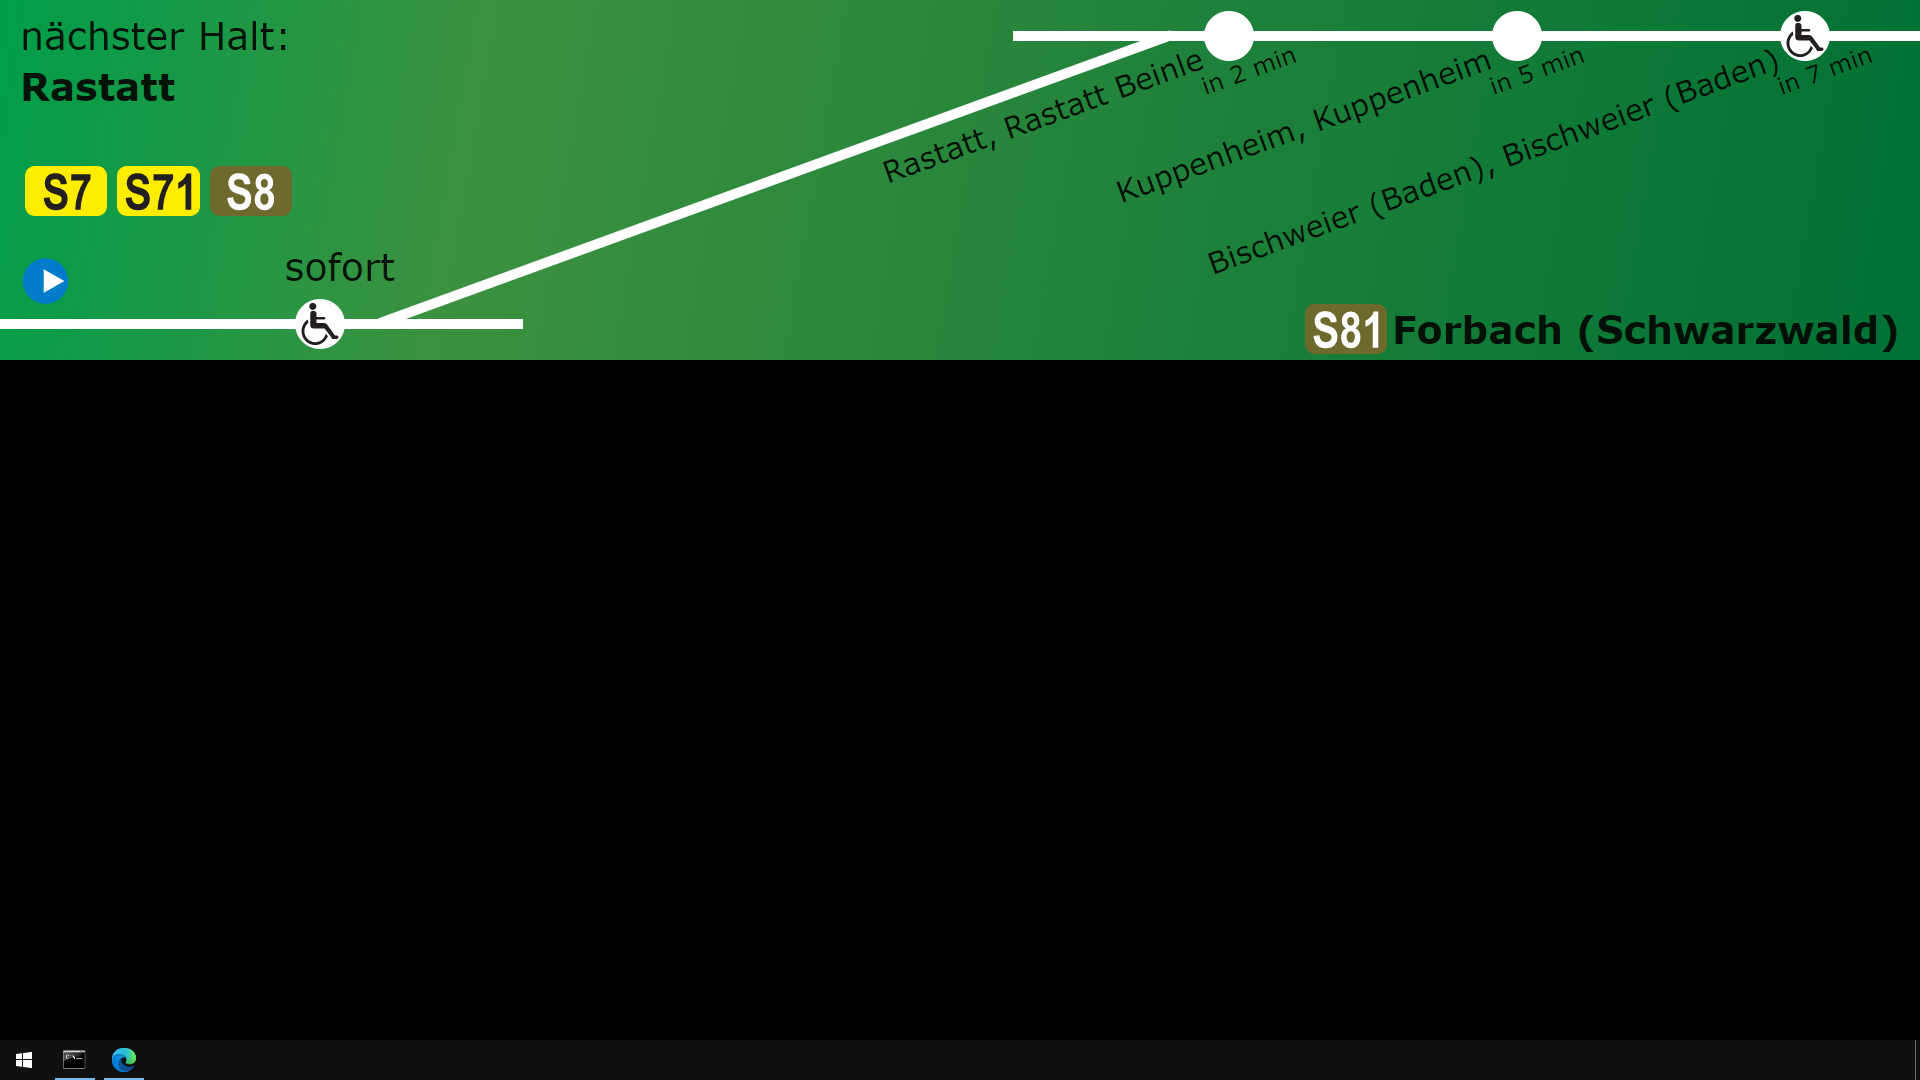 nächster Halt:
Rastatt
S7 S71 S8
sofort
Rastatt, Rastatt Beinle
in 2 min
Kuppenheim, Kuppenheim
in 5 min
Bischweier (Baden), Bischweier (Baden)
in 7 min
S81 Forbach (Schwarzwald)